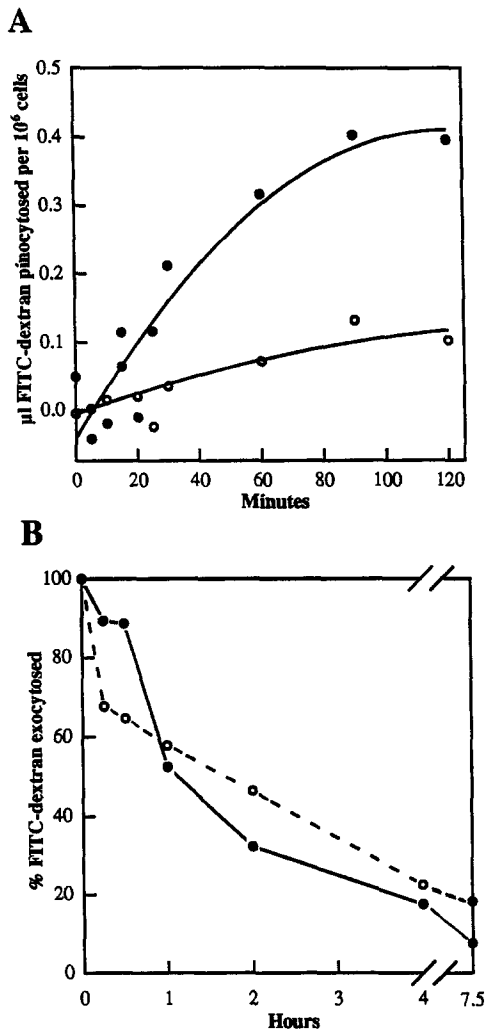 A
µl FITC-dextran pinocytosed per 10⁶ cells
0.5
0.4
0.3
0.2
0.1
0.0
0 20 40 60 80 100 120
Minutes
B
% FITC-dextran exocytosed
100
80
60
40
20
0
0 1 2 3 4 7.5
Hours